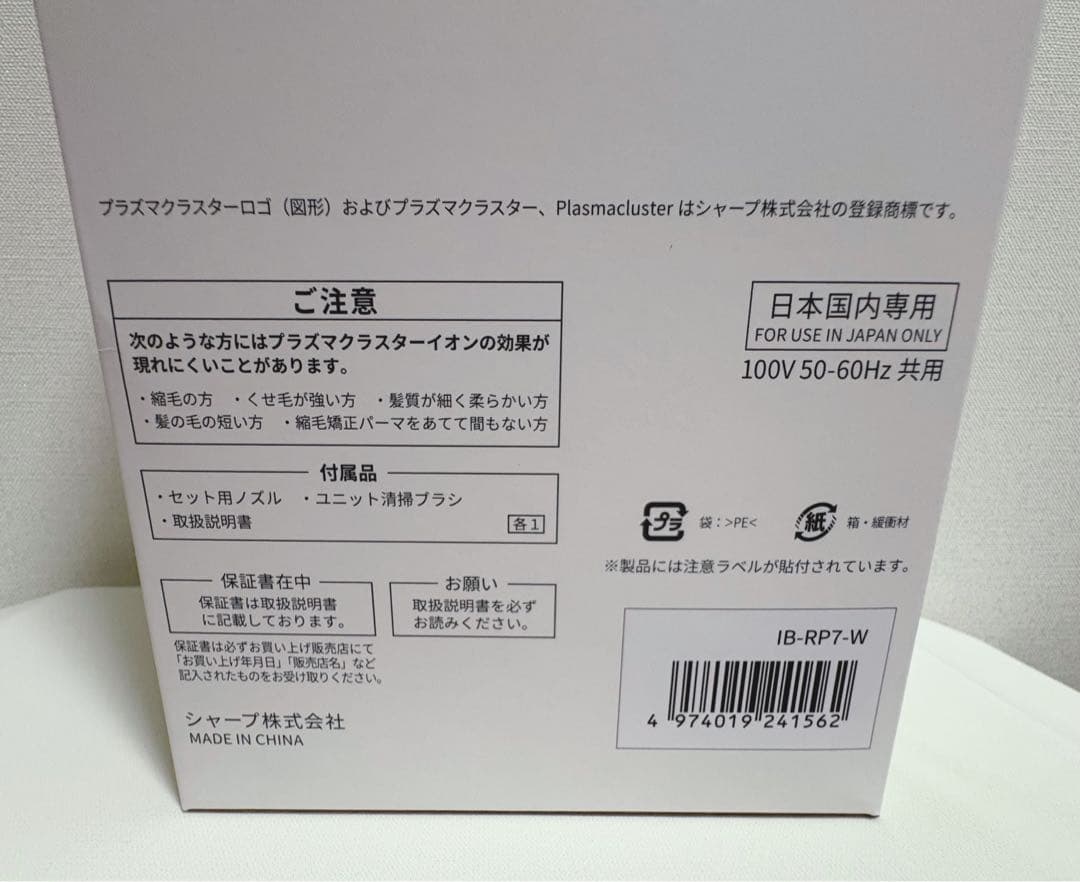 プラズマクラスターロゴ（図形）およびプラズマクラスター、Plasmacluster はシャープ株式会社の登録商標です。
ご注意
次のような方にはプラズマクラスターイオンの効果が
現れにくいことがあります。
・縮毛の方　・くせ毛が強い方　・髪質が細く柔らかい方
・髪の毛の短い方　・縮毛矯正パーマをあてて間もない方
付属品
・セット用ノズル　・ユニット清掃ブラシ
・取扱説明書
各1
保証書在中
保証書は取扱説明書
に記載しております。
保証書は必ずお買い上げ販売店にて
「お買い上げ年月日」「販売店名」など
記入されたものをお受け取りください。
お願い
取扱説明書を必ず
お読みください。
シャープ株式会社
MADE IN CHINA
日本国内専用
FOR USE IN JAPAN ONLY
100V 50-60Hz 共用
プラ 袋：>PE<
紙 箱・緩衝材
※製品には注意ラベルが貼付されています。
IB-RP7-W
4 974019 241562